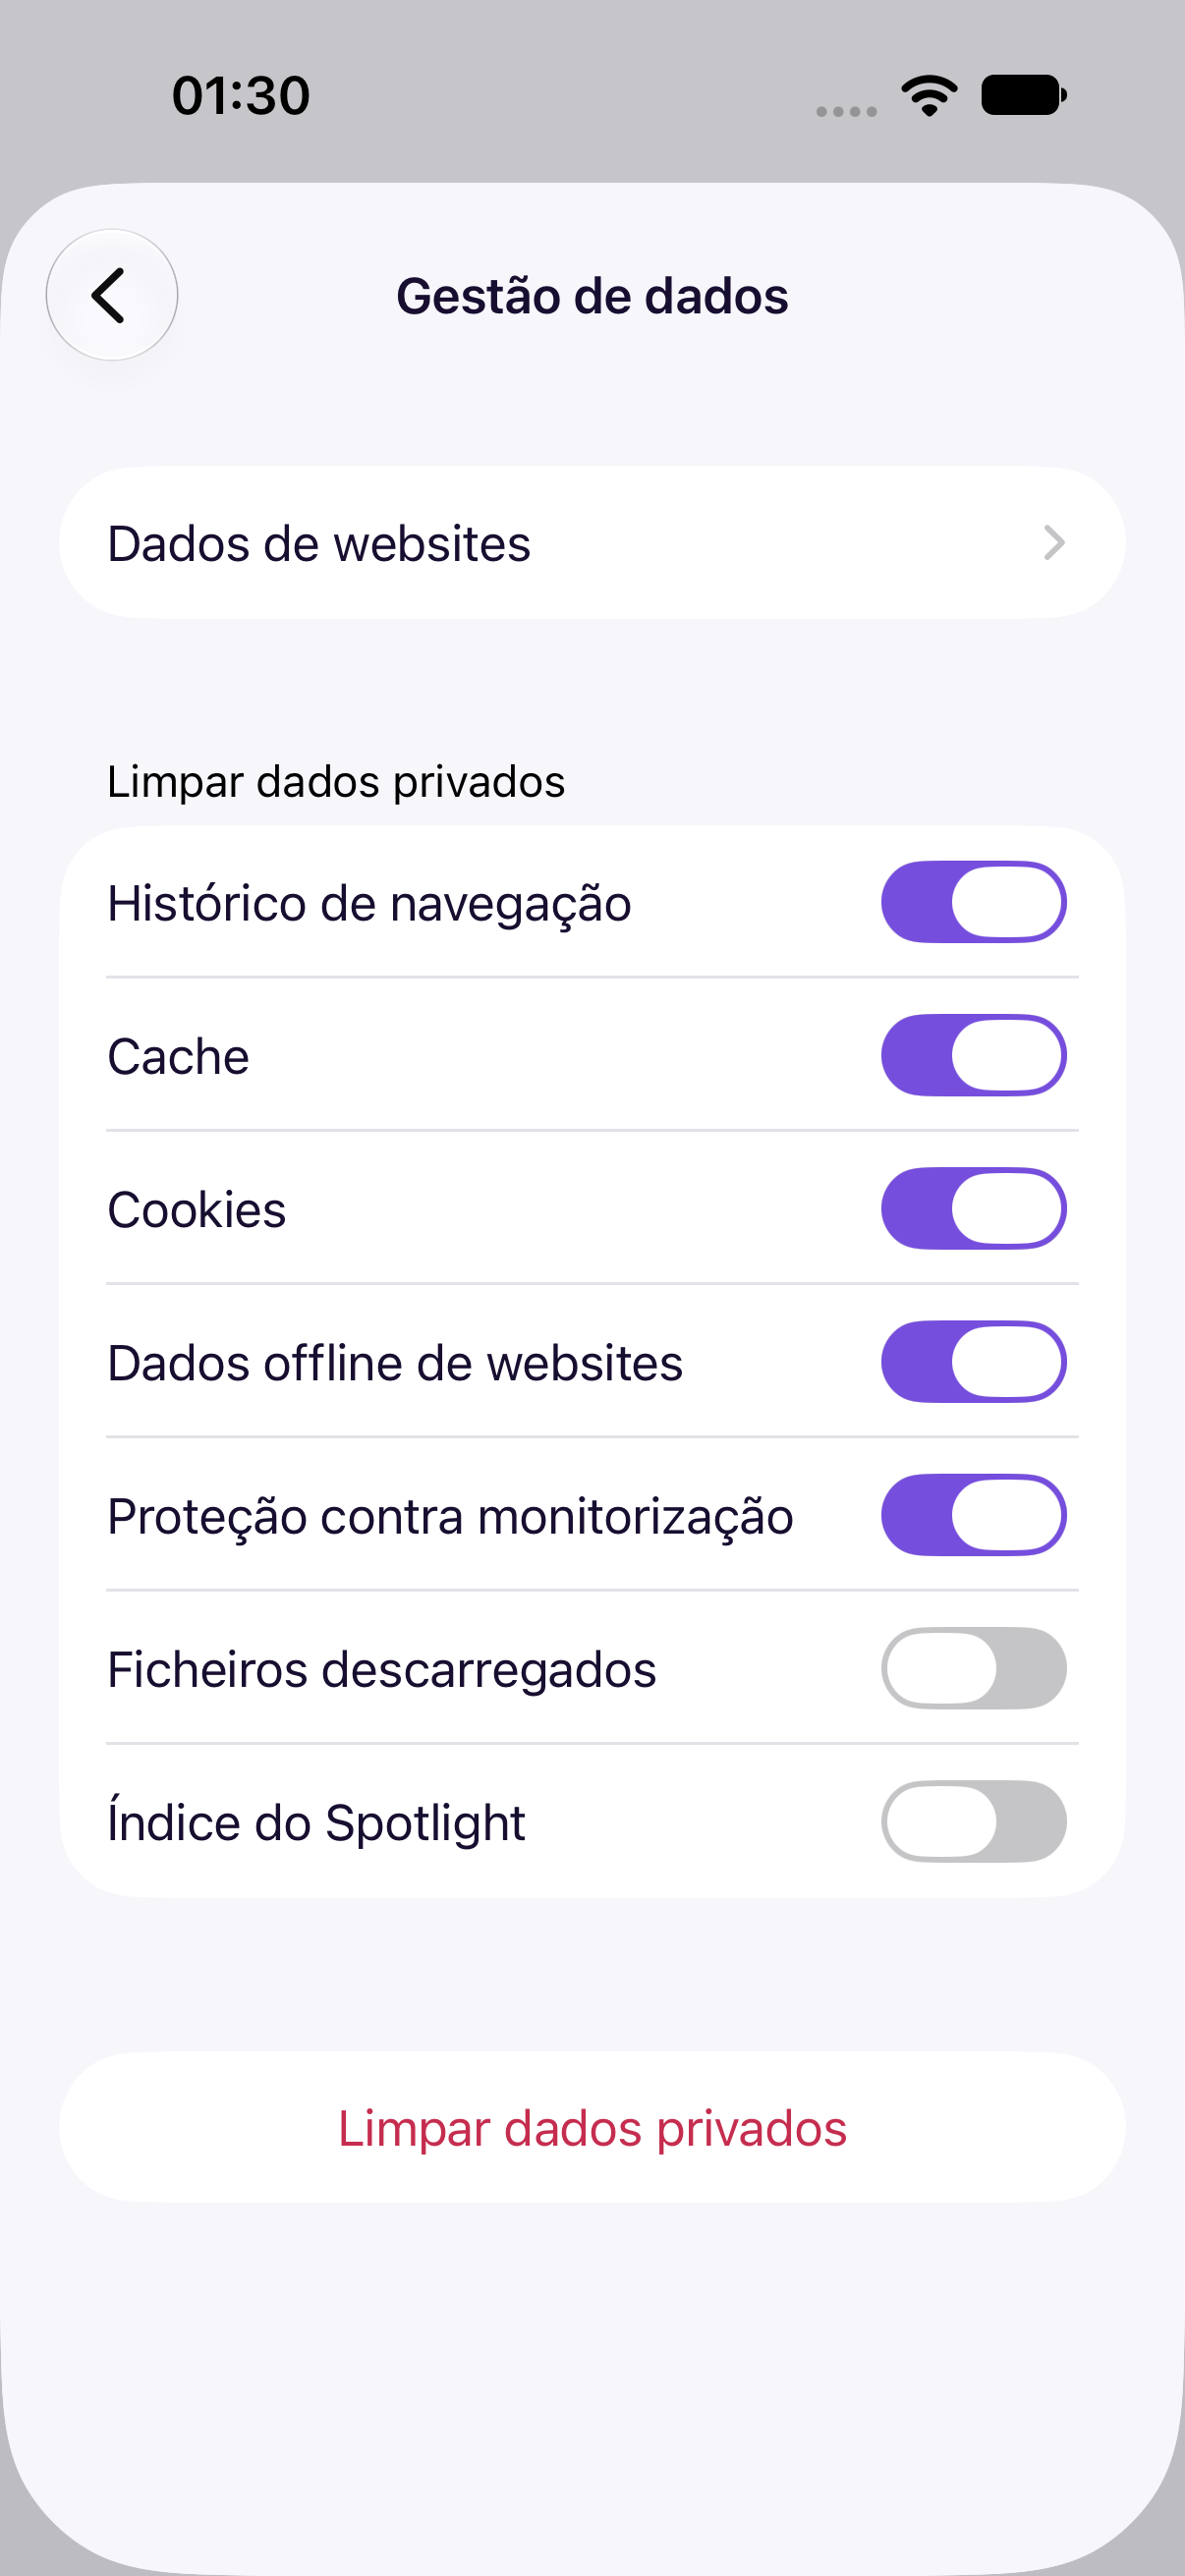 01:30
Gestão de dados
Dados de websites
Limpar dados privados
Histórico de navegação
Cache
Cookies
Dados offline de websites
Proteção contra monitorização
Ficheiros descarregados
Índice do Spotlight
Limpar dados privados